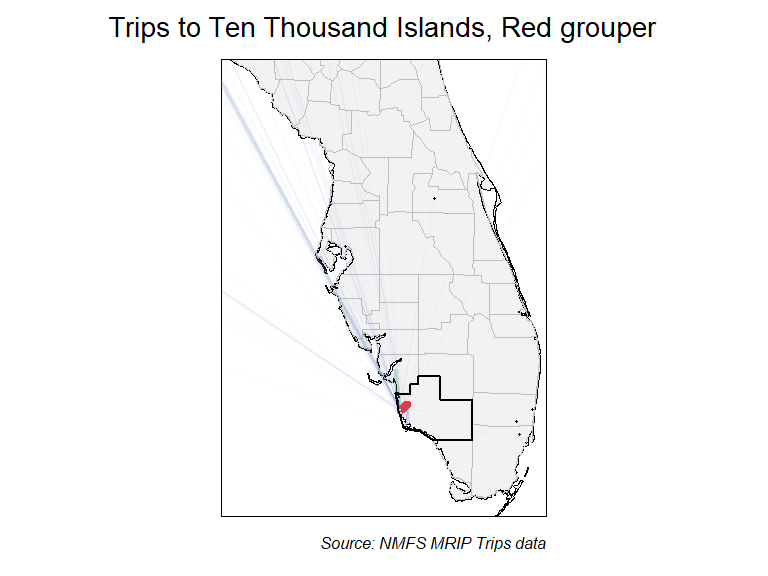 Trips to Ten Thousand Islands, Red grouper
Source: NMFS MRIP Trips data